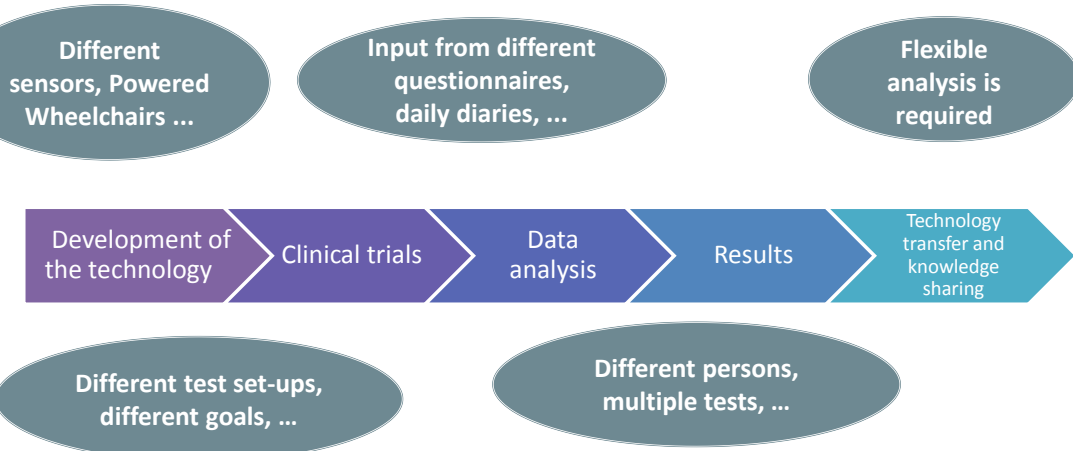 Different
sensors, Powered
Wheelchairs ...
Input from different
questionnaires,
daily diaries, ...
Flexible
analysis is
required
Development of
the technology
Clinical trials
Data
analysis
Results
Technology
transfer and
knowledge
sharing
Different test set-ups,
different goals, …
Different persons,
multiple tests, …